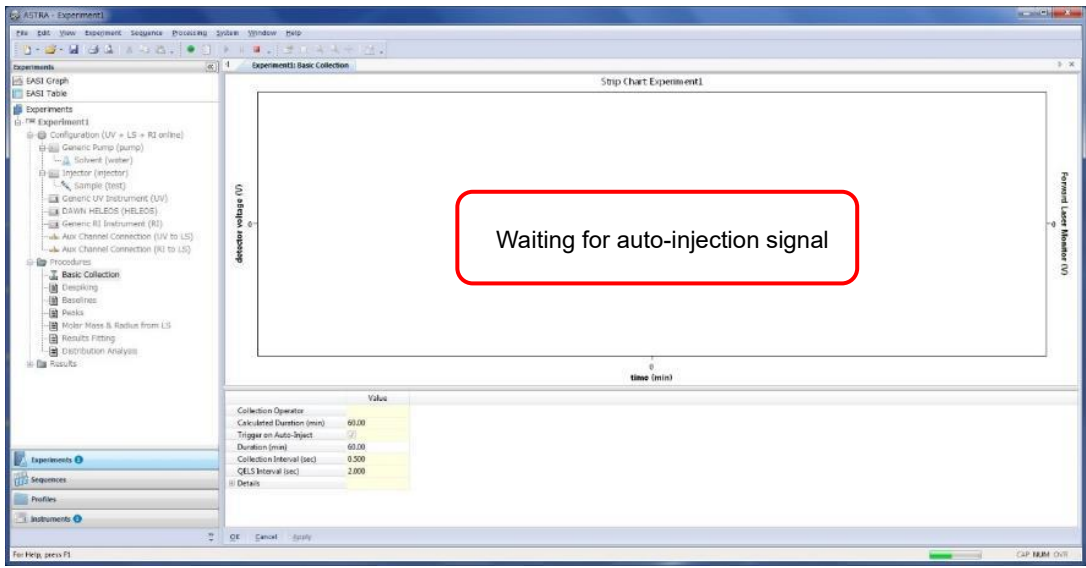 ASTRA - Experiment1
File Edit View Experiment Sequence Processing System Window Help
Experiments
Experiment1: Basic Collection
EASI Graph
EASI Table
Experiments
Experiment1
Configuration (UV + LS + RI online)
Generic Pump (pump)
Solvent (water)
Injector (injector)
Sample (test)
Generic UV Instrument (UV)
DAWN HELEOS (HELEOS)
Generic RI Instrument (RI)
Aux Channel Connection (UV to LS)
Aux Channel Connection (RI to LS)
Procedures
Basic Collection
Despiking
Baselines
Peaks
Molar Mass & Radius from LS
Results Fitting
Distribution Analysis
Results
Strip Chart Experiment1
detector voltage (V)
0
Waiting for auto-injection signal
0
Forward Laser Monitor (V)
0
time (min)
Value
Collection Operator
Calculated Duration (min) 60.00
Trigger on Auto-Inject
Duration (min) 60.00
Collection Interval (sec) 0.500
QELS Interval (sec) 2.000
Details
Experiments
Sequences
Profiles
Instruments
OK Cancel Apply
For Help, press F1
CAP NUM OVR